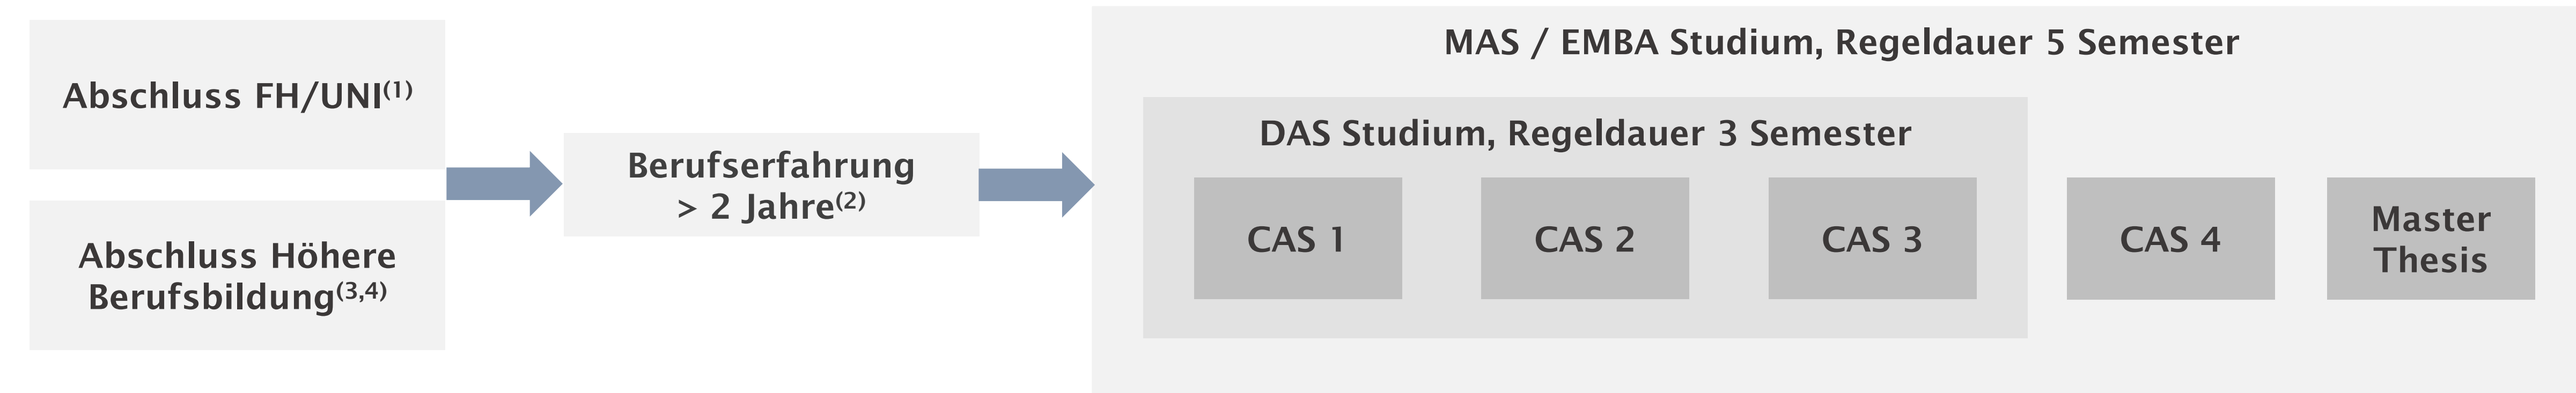 Abschluss FH/UNI(1)
Abschluss Höhere
Berufsbildung(3,4)
Berufserfahrung
> 2 Jahre(2)
MAS / EMBA Studium, Regeldauer 5 Semester
DAS Studium, Regeldauer 3 Semester
CAS 1
CAS 2
CAS 3
CAS 4
Master
Thesis